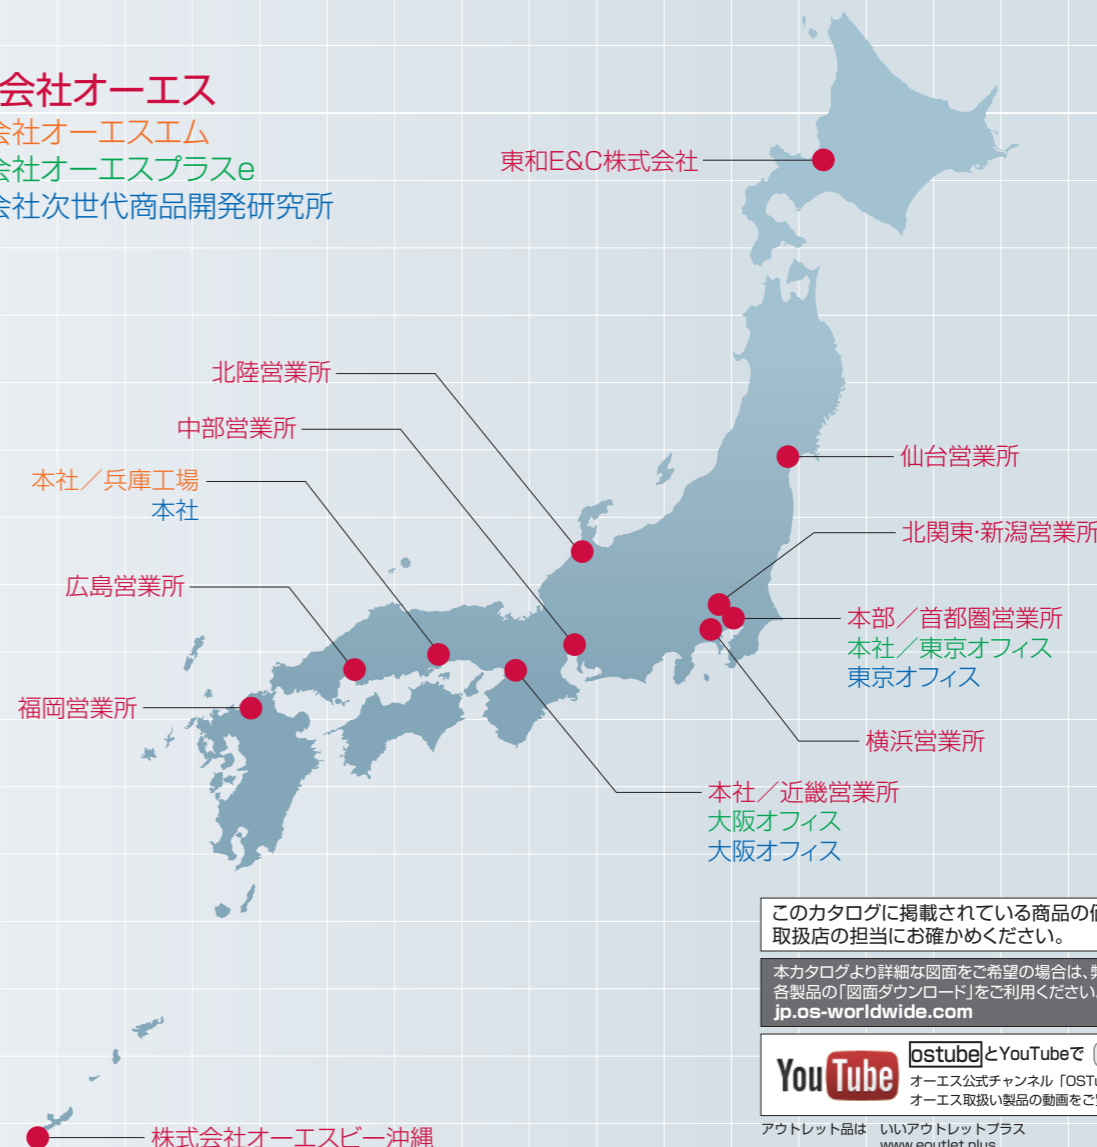 会社オーエス
会社オーエスエム
会社オーエスプラスe
会社次世代商品開発研究所
東和E&C株式会社
北陸営業所
中部営業所
本社／兵庫工場
本社
広島営業所
福岡営業所
仙台営業所
北関東・新潟営業所
本部／首都圏営業所
本社／東京オフィス
東京オフィス
横浜営業所
本社／近畿営業所
大阪オフィス
大阪オフィス
株式会社オーエスビー沖縄
このカタログに掲載されている商品の
取扱店の担当にお確かめください。
本カタログより詳細な図面をご希望の場合は、
各製品の「図面ダウンロード」をご利用ください
jp.os-worldwide.com
YouTube
ostubeとYouTubeで
オーエス公式チャンネル「OSTu
オーエス取扱い製品の動画をご
アウトレット品は いいアウトレットプラス
www.eoutlet.plus